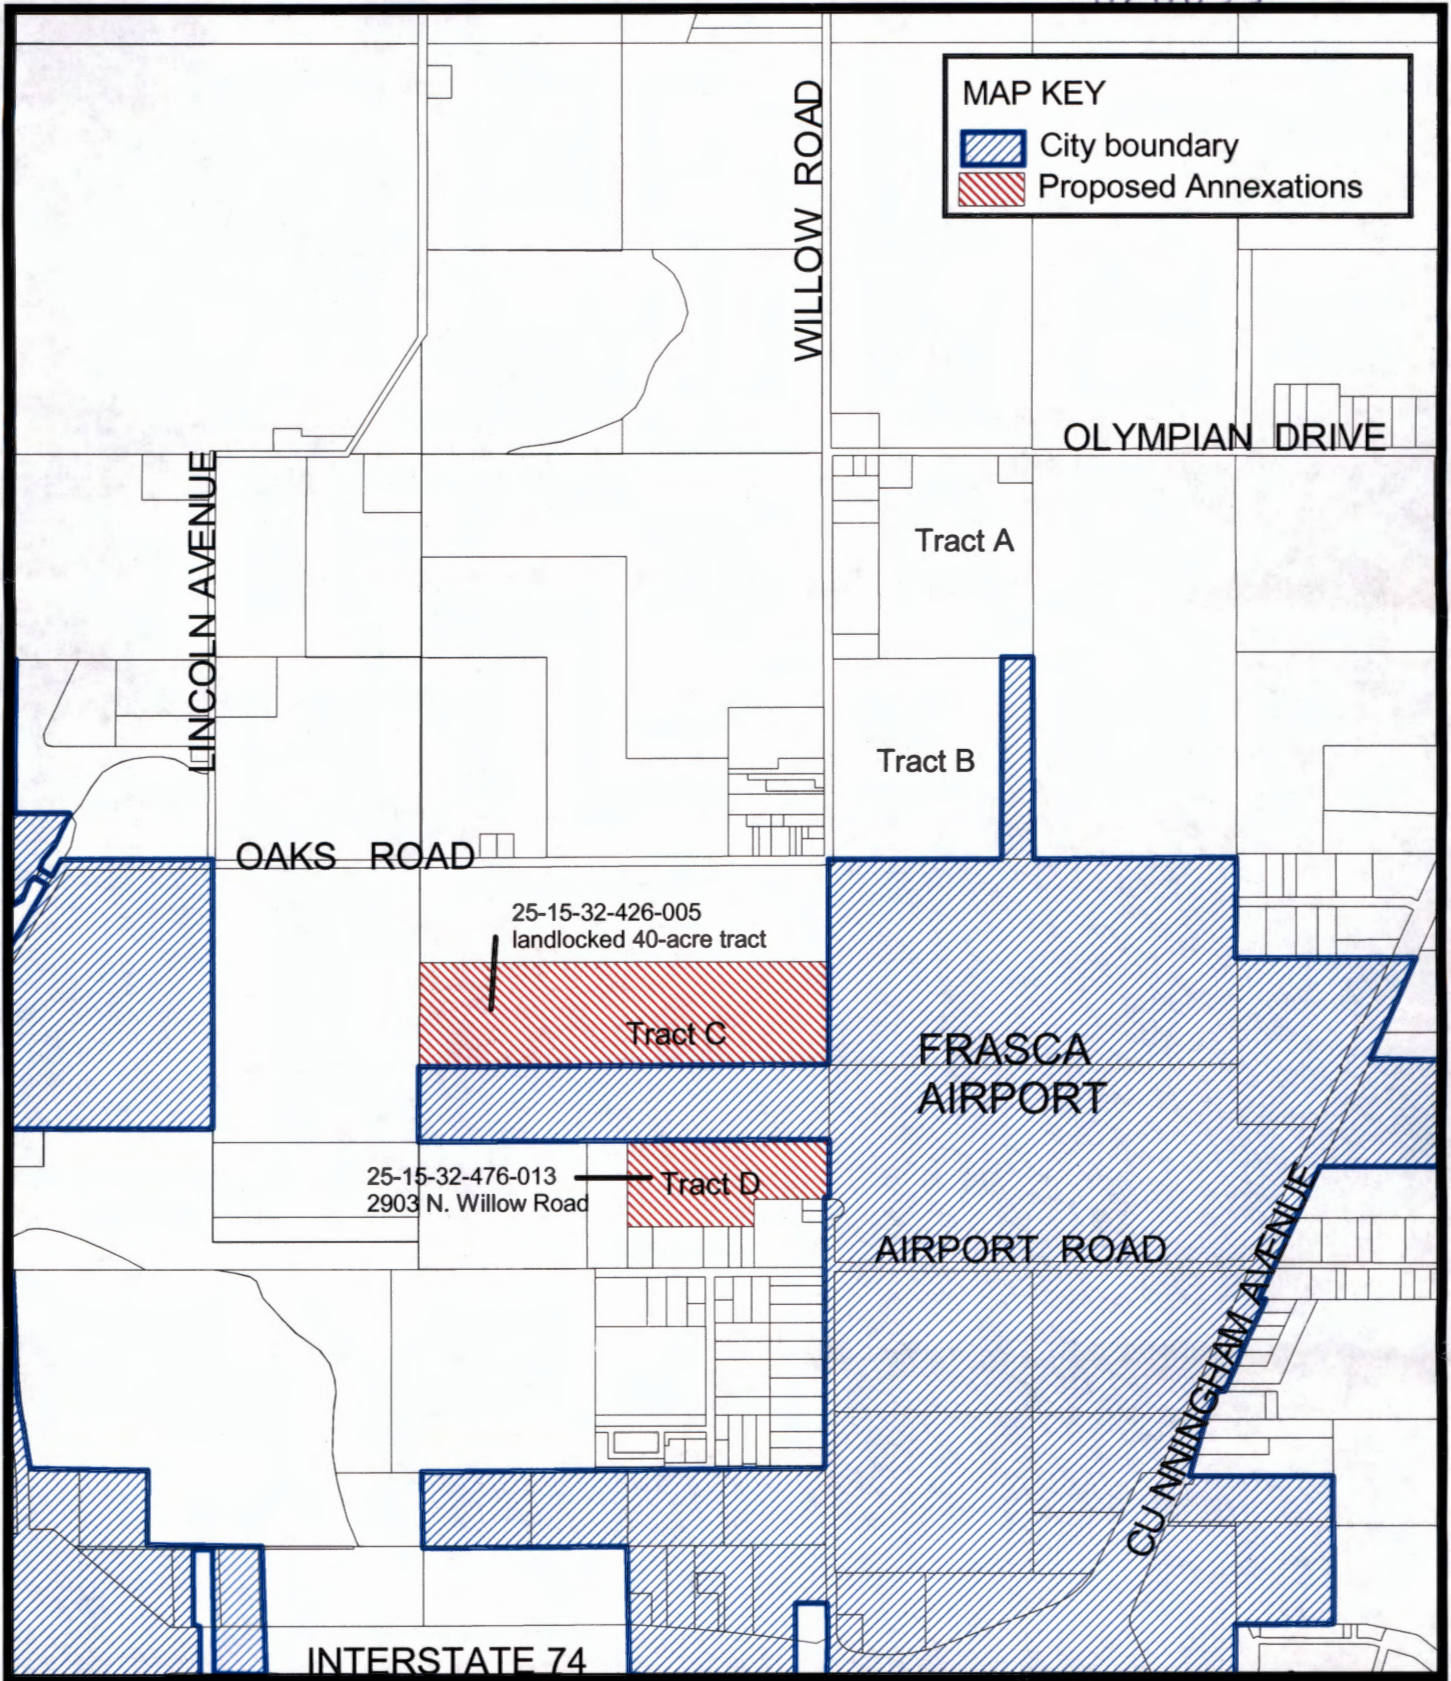 MAP KEY
City boundary
Proposed Annexations
WILLOW ROAD
OLYMPIAN DRIVE
LINCOLN AVENUE
Tract A
Tract B
OAKS ROAD
25-15-32-426-005
landlocked 40-acre tract
Tract C
FRASCA
AIRPORT
25-15-32-476-013
2903 N. Willow Road
Tract D
AIRPORT ROAD
CUNNINGHAM AVENUE
INTERSTATE 74